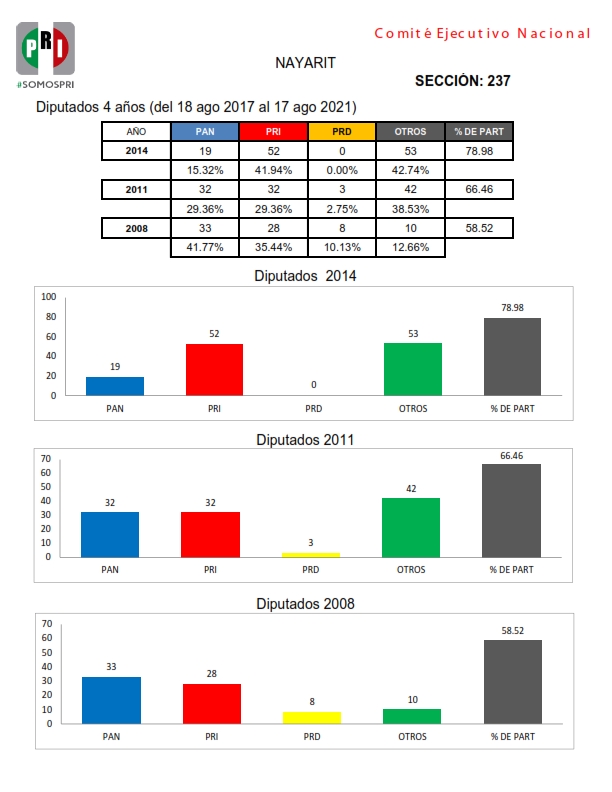 PRI
#SOMOSPRI
Comité Ejecutivo Nacional
NAYARIT
SECCIÓN: 237
Diputados 4 años (del 18 ago 2017 al 17 ago 2021)
AÑO PAN PRI PRD OTROS % DE PART
2014 19 52 0 53 78.98
15.32% 41.94% 0.00% 42.74%
2011 32 32 3 42 66.46
29.36% 29.36% 2.75% 38.53%
2008 33 28 8 10 58.52
41.77% 35.44% 10.13% 12.66%
Diputados 2014
100
80
60
40
20
0
19 52 0 53 78.98
PAN PRI PRD OTROS % DE PART
Diputados 2011
70
60
50
40
30
20
10
0
32 32 3 42 66.46
PAN PRI PRD OTROS % DE PART
Diputados 2008
70
60
50
40
30
20
10
0
33 28 8 10 58.52
PAN PRI PRD OTROS % DE PART